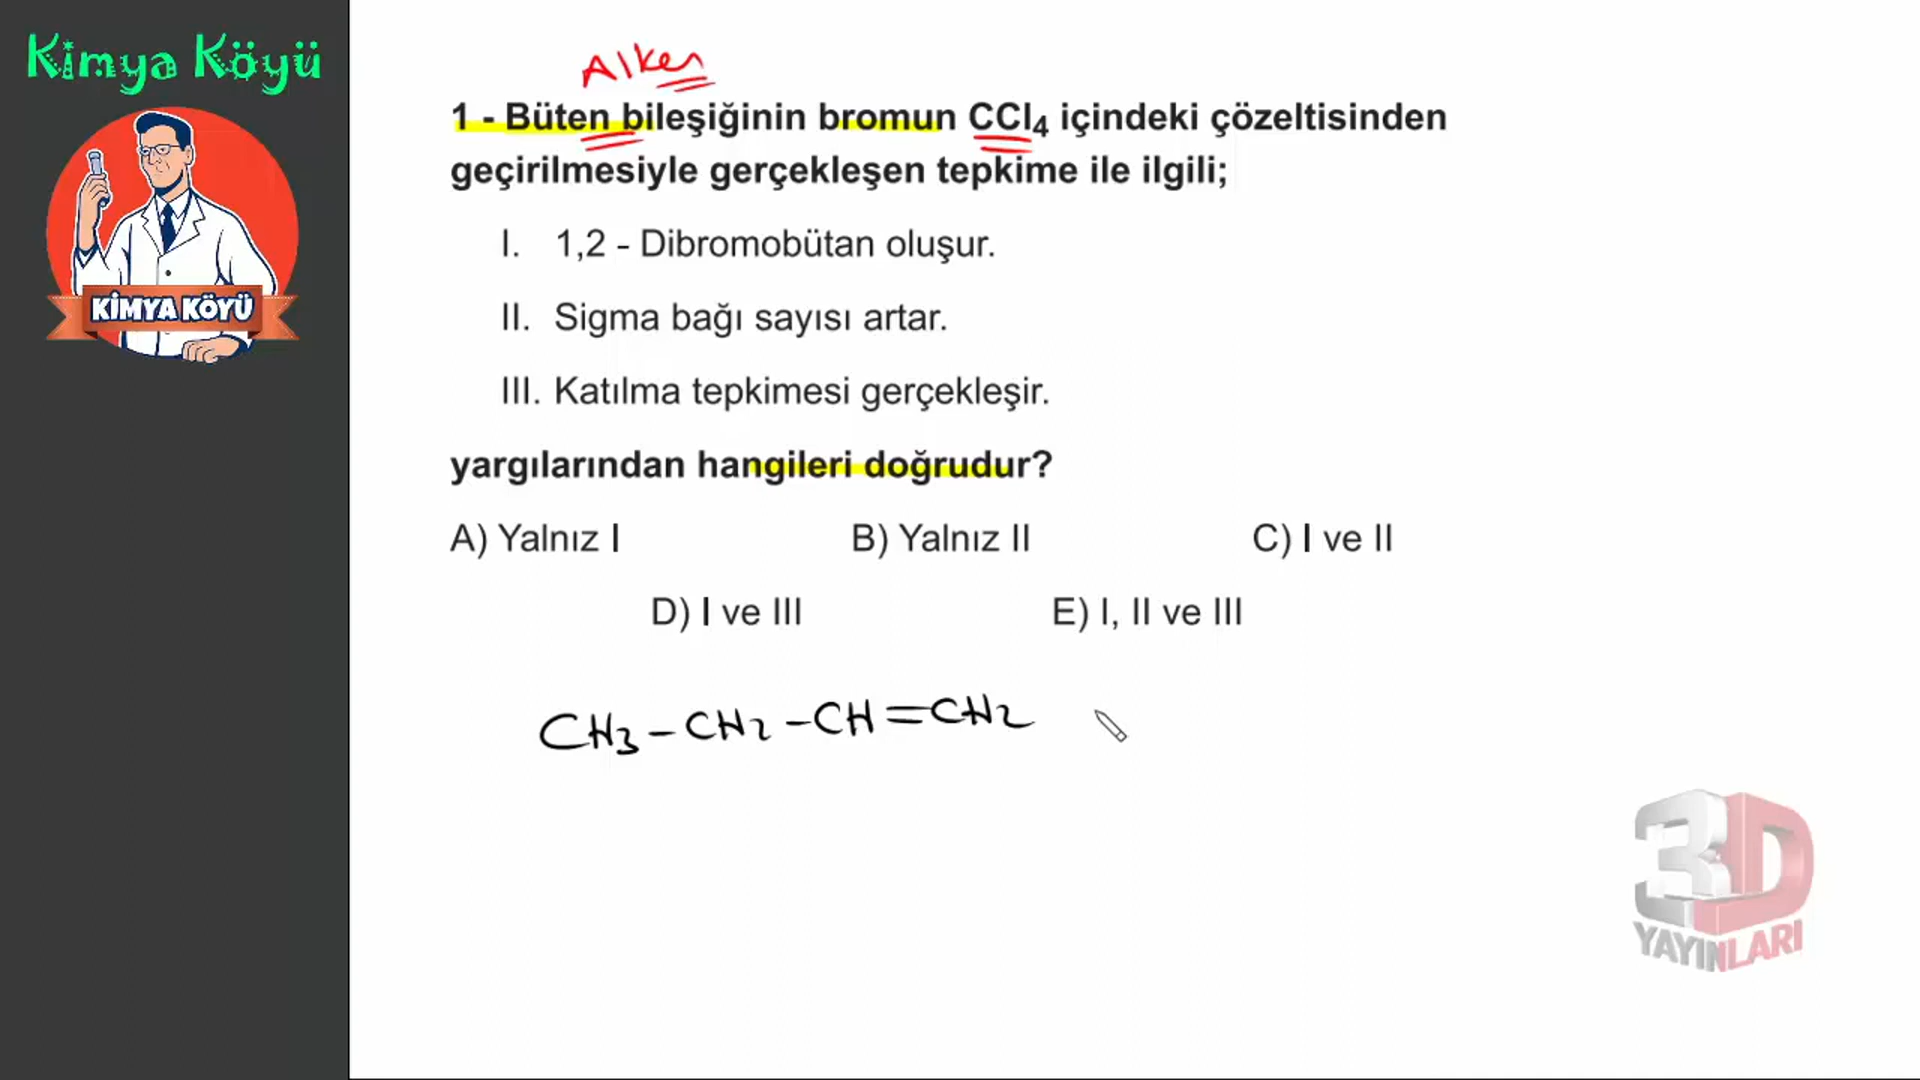 Kimya Köyü
KİMYA KÖYÜ
Alken
1 - Büten bileşiğinin bromun CCl₄ içindeki çözeltisinden
geçirilmesiyle gerçekleşen tepkime ile ilgili;
I. 1,2 - Dibromobütan oluşur.
II. Sigma bağı sayısı artar.
III. Katılma tepkimesi gerçekleşir.
yargılarından hangileri doğrudur?
A) Yalnız I B) Yalnız II C) I ve II
D) I ve III E) I, II ve III
CH3 – CH2 – CH = CH2
3D
YAYINLARI